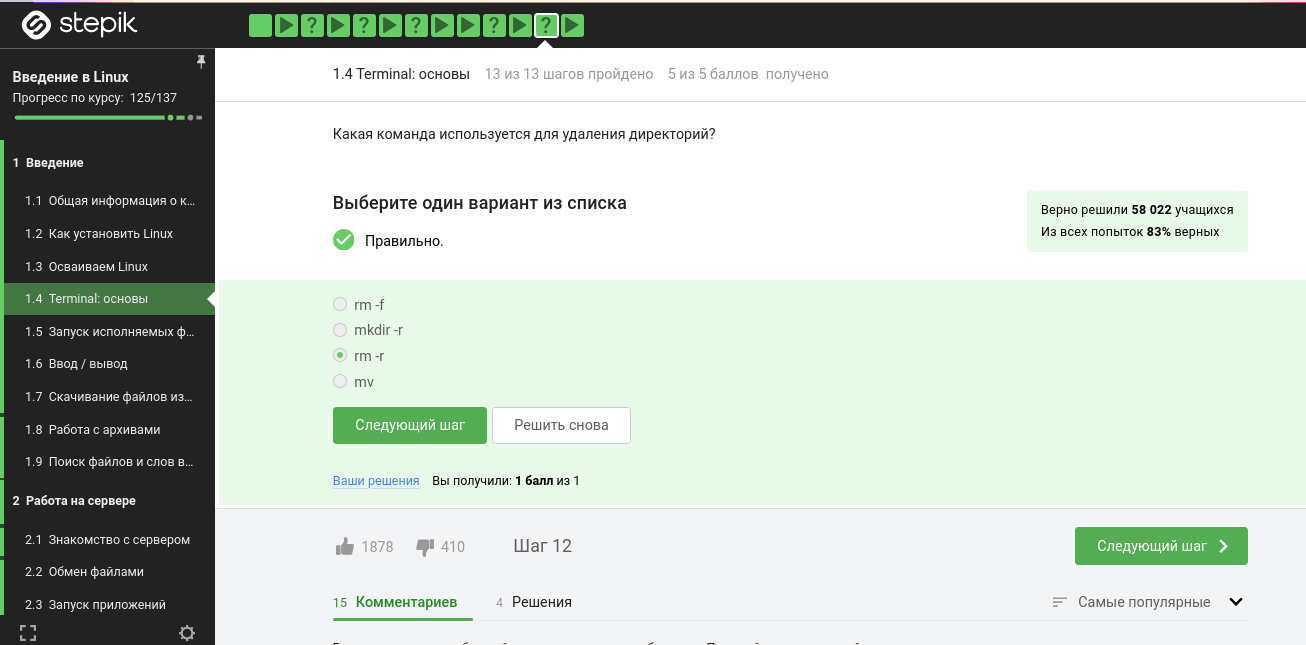 stepik
? ? ? ? ?
Введение в Linux
Прогресс по курсу: 125/137
1 Введение
1.1 Общая информация о к...
1.2 Как установить Linux
1.3 Осваиваем Linux
1.4 Terminal: основы
1.5 Запуск исполняемых ф...
1.6 Ввод / вывод
1.7 Скачивание файлов из...
1.8 Работа с архивами
1.9 Поиск файлов и слов в...
2 Работа на сервере
2.1 Знакомство с сервером
2.2 Обмен файлами
2.3 Запуск приложений
1.4 Terminal: основы 13 из 13 шагов пройдено 5 из 5 баллов получено
Какая команда используется для удаления директорий?
Выберите один вариант из списка
Правильно.
Верно решили 58 022 учащихся
Из всех попыток 83% верных
rm -f
mkdir -r
rm -r
mv
Следующий шаг Решить снова
Ваши решения Вы получили: 1 балл из 1
1878 410 Шаг 12 Следующий шаг
15 Комментариев 4 Решения Самые популярные